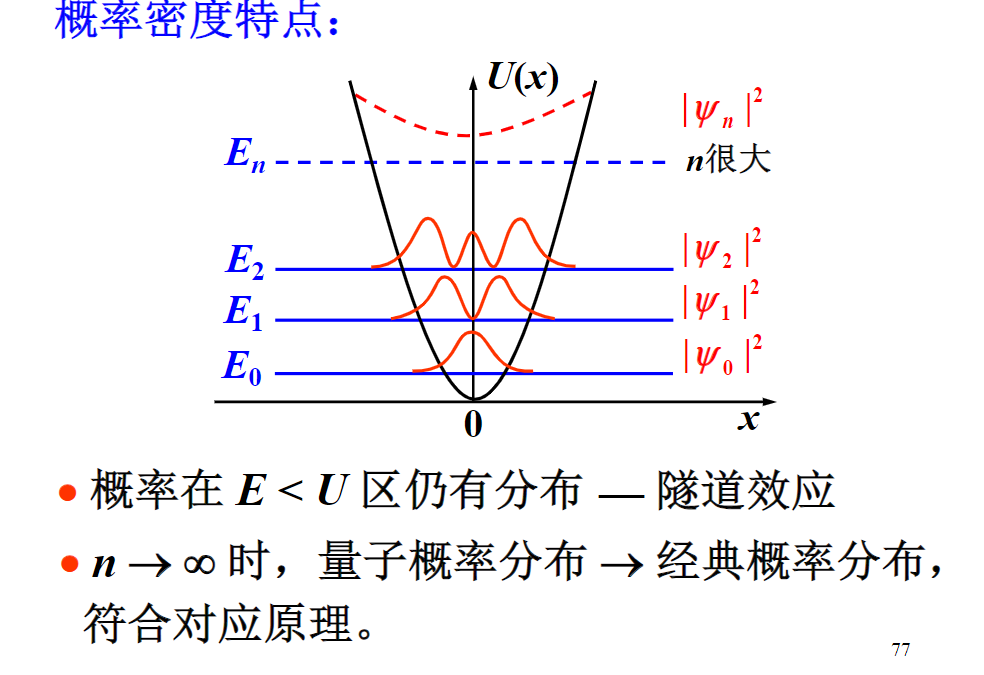 概率密度特点：
U(x)
|ψn|²
En
n很大
E2
|ψ2|²
E1
|ψ1|²
E0
|ψ0|²
0
x
• 概率在 E < U 区仍有分布 — 隧道效应
• n → ∞ 时，量子概率分布 → 经典概率分布，
符合对应原理。
77